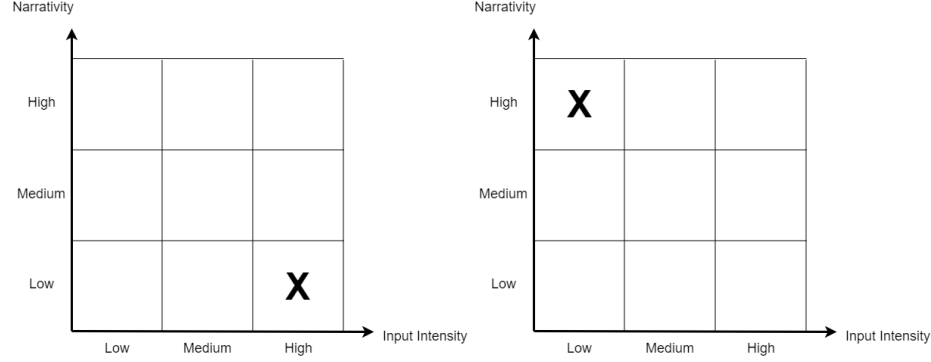 Narrativity
High
Medium
Low
X
Input Intensity
Low
Medium
High
Narrativity
High
X
Medium
Low
Input Intensity
Low
Medium
High